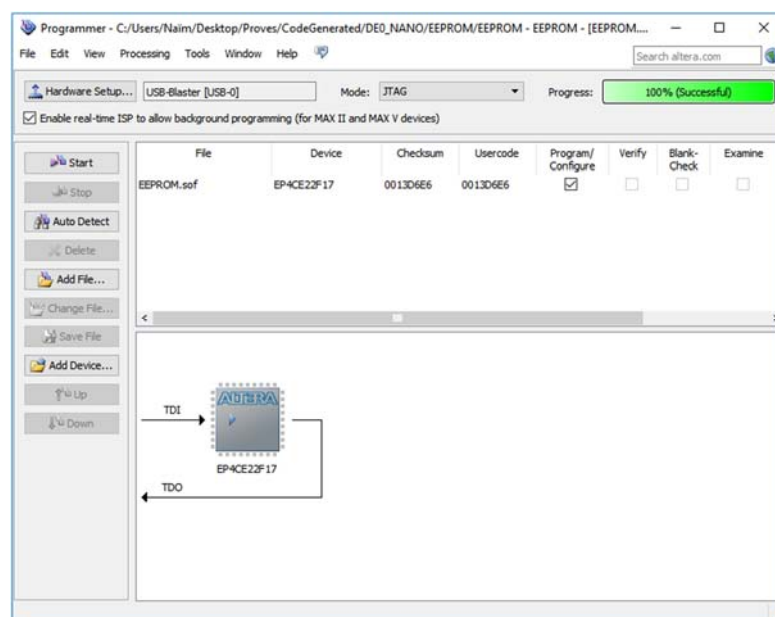 Programmer - C:/Users/Naïm/Desktop/Proves/CodeGenerated/DE0_NANO/EEPROM/EEPROM - EEPROM - [EEPROM....
File Edit View Processing Tools Window Help
Search altera.com
Hardware Setup... USB-Blaster [USB-0] Mode: JTAG Progress: 100% (Successful)
Enable real-time ISP to allow background programming (for MAX II and MAX V devices)
Start
Stop
Auto Detect
Delete
Add File...
Change File...
Save File
Add Device...
Up
Down
File Device Checksum Usercode Program/ Configure Verify Blank- Check Examine
EEPROM.sof EP4CE22F17 0013D6E6 0013D6E6
TDI
ALTERA
EP4CE22F17
TDO